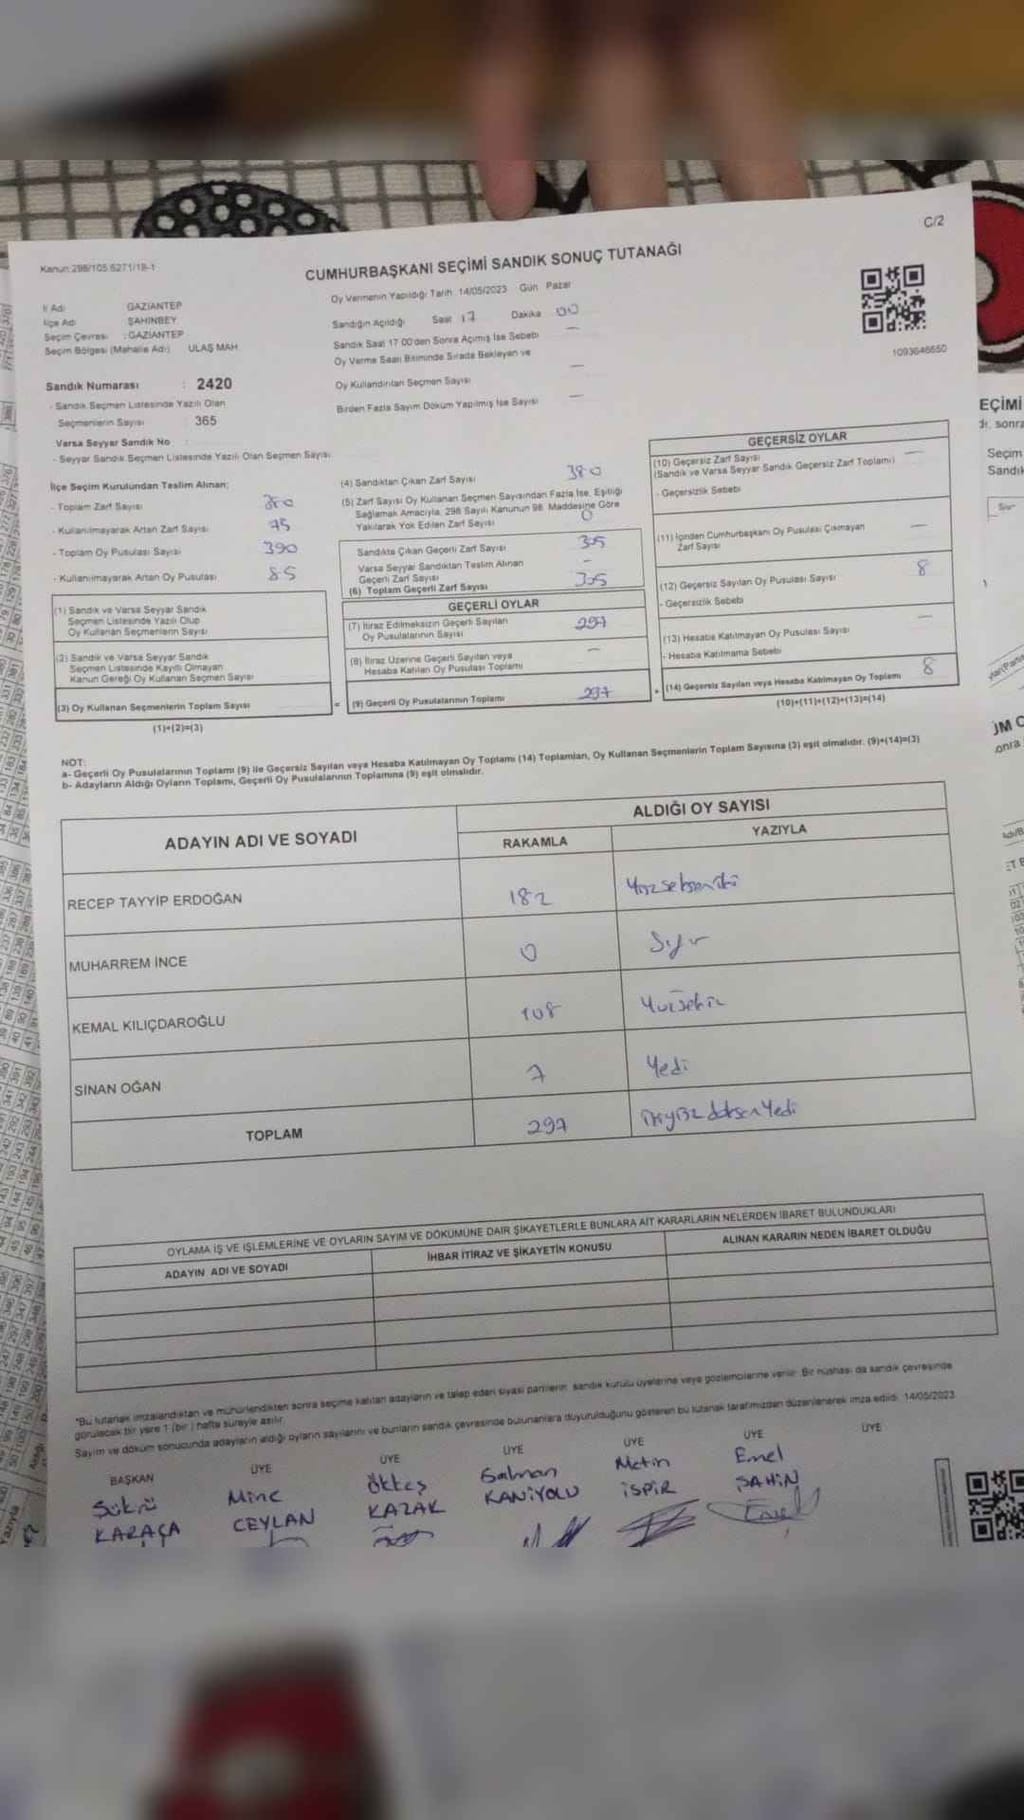 C/2
Kanun:298/105 6271/18-1
CUMHURBAŞKANI SEÇİMİ SANDIK SONUÇ TUTANAĞI
İl Adı GAZİANTEP
İlçe Adı ŞAHİNBEY
Seçim Çevresi : GAZİANTEP
Seçim Bölgesi (Mahalle Adı) ULAŞ MAH.
Oy Vermenin Yapıldığı Tarih 14/05/2023 Gün Pazar
Sandığın Açıldığı Saat 17 Dakika 00
Sandık Saat 17 00'den Sonra Açılmış İse Sebebi —
Oy Verme Saati Bitiminde Sırada Bekleyen ve
Oy Kullandırılan Seçmen Sayısı —
Birden Fazla Sayım Döküm Yapılmış İse Sayısı —
1093646650
Sandık Numarası : 2420
- Sandık Seçmen Listesinde Yazılı Olan
Seçmenlerin Sayısı 365
Varsa Seyyar Sandık No
- Seyyar Sandık Seçmen Listesinde Yazılı Olan Seçmen Sayısı
İlçe Seçim Kurulundan Teslim Alınan:
- Toplam Zarf Sayısı 380
- Kullanılmayarak Artan Zarf Sayısı 75
- Toplam Oy Pusulası Sayısı 390
- Kullanılmayarak Artan Oy Pusulası 85
(1) Sandık ve Varsa Seyyar Sandık
Seçmen Listesinde Yazılı Olup
Oy Kullanan Seçmenlerin Sayısı
(2) Sandık ve Varsa Seyyar Sandık
Seçmen Listesinde Kayıtlı Olmayan
Kanun Gereği Oy Kullanan Seçmen Sayısı
(3) Oy Kullanan Seçmenlerin Toplam Sayısı
(1)+(2)=(3)
(4) Sandıktan Çıkan Zarf Sayısı 380
(5) Zarf Sayısı Oy Kullanan Seçmen Sayısından Fazla İse, Eşitliği
Sağlamak Amacıyla, 298 Sayılı Kanunun 98. Maddesine Göre
Yakılarak Yok Edilen Zarf Sayısı 0
Sandıkta Çıkan Geçerli Zarf Sayısı 305
Varsa Seyyar Sandıktan Teslim Alınan
Geçerli Zarf Sayısı -
(6) Toplam Geçerli Zarf Sayısı 305
GEÇERLİ OYLAR
(7) İtiraz Edilmeksizin Geçerli Sayılan
Oy Pusulalarının Sayısı 297
(8) İtiraz Üzerine Geçerli Sayılan veya
Hesaba Katılan Oy Pusulası Toplamı —
= (9) Geçerli Oy Pusulalarının Toplamı 297
GEÇERSİZ OYLAR
(10) Geçersiz Zarf Sayısı —
(Sandık ve Varsa Seyyar Sandık Geçersiz Zarf Toplamı)
- Geçersizlik Sebebi
(11) İçinden Cumhurbaşkanı Oy Pusulası Çıkmayan
Zarf Sayısı —
(12) Geçersiz Sayılan Oy Pusulası Sayısı 8
- Geçersizlik Sebebi
(13) Hesaba Katılmayan Oy Pusulası Sayısı —
- Hesaba Katılmama Sebebi
+ (14) Geçersiz Sayılan veya Hesaba Katılmayan Oy Toplamı 8
(10)+(11)+(12)+(13)=(14)
NOT:
a- Geçerli Oy Pusulalarının Toplamı (9) ile Geçersiz Sayılan veya Hesaba Katılmayan Oy Toplamı (14) Toplamları, Oy Kullanan Seçmenlerin Toplam Sayısına (3) eşit olmalıdır. (9)+(14)=(3)
b- Adayların Aldığı Oyların Toplamı, Geçerli Oy Pusulalarının Toplamına (9) eşit olmalıdır.
ADAYIN ADI VE SOYADI ALDIĞI OY SAYISI
RAKAMLA YAZIYLA
RECEP TAYYİP ERDOĞAN 182 Yüzseksen iki
MUHARREM İNCE 0 Sıfır
KEMAL KILIÇDAROĞLU 108 Yüzsekiz
SİNAN OĞAN 7 Yedi
TOPLAM 297 ikiyüz doksan yedi
OYLAMA İŞ VE İŞLEMLERİNE VE OYLARIN SAYIM VE DÖKÜMÜNE DAİR ŞİKAYETLERLE BUNLARA AİT KARARLARIN NELERDEN İBARET BULUNDUKLARI
ADAYIN ADI VE SOYADI İHBAR İTİRAZ VE ŞİKAYETİN KONUSU ALINAN KARARIN NEDEN İBARET OLDUĞU
*Bu tutanak imzalandıktan ve mühürlendikten sonra seçime katılan adayların ve talep eden siyasi partilerin sandık kurulu üyelerine veya gözlemcilerine verilir. Bir nüshası da sandık çevresinde
görülecek bir yere 1 (bir ) hafta süreyle asılır.
Sayım ve döküm sonucunda adayların aldığı oyların sayılarını ve bunların sandık çevresinde bulunanlara duyurulduğunu gösteren bu tutanak tarafımızdan düzenlenerek imza edildi. 14/05/2023
BAŞKAN ÜYE ÜYE ÜYE ÜYE ÜYE ÜYE
Şükrü Mine Ökkeş Salman Metin Emel
KARACA CEYLAN KAZAK KANİYOLU İSPİR ŞAHİN